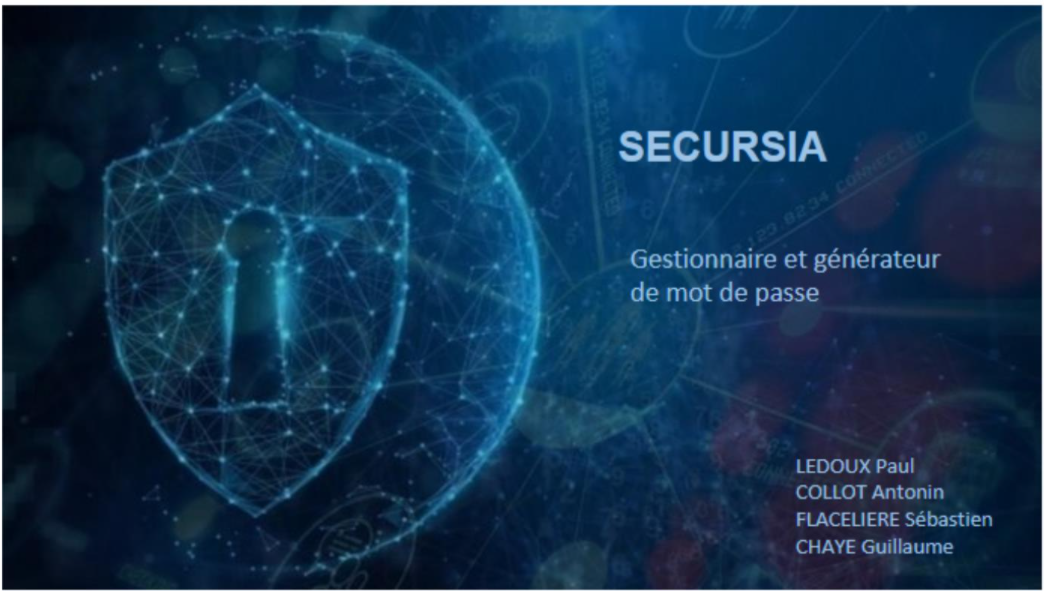 SECURSIA
Gestionnaire et générateur
de mot de passe
LEDOUX Paul
COLLOT Antonin
FLACELIERE Sébastien
CHAYE Guillaume